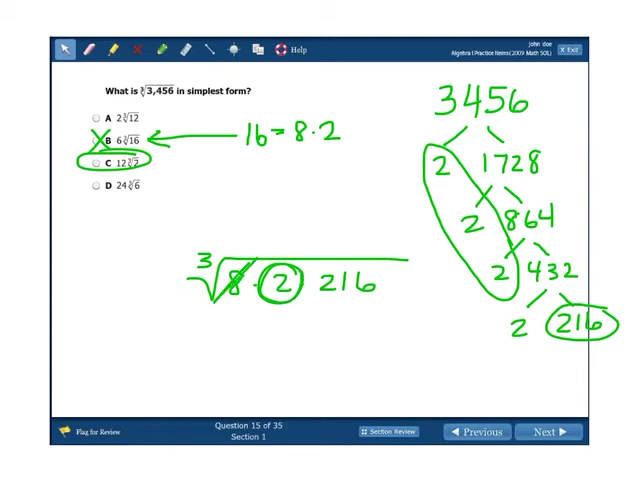 john doe
Algebra I Practice Items (2009 Math SOL)
Help
Exit
What is ∛3,456 in simplest form?
A 2∛12
B 6∛16
C 12∛2
D 24∛6
16 = 8 · 2
3456
2 1728
2 864
2 432
2 216
∛8 · 2 216
Flag for Review
Question 15 of 35
Section 1
Section Review
Previous
Next